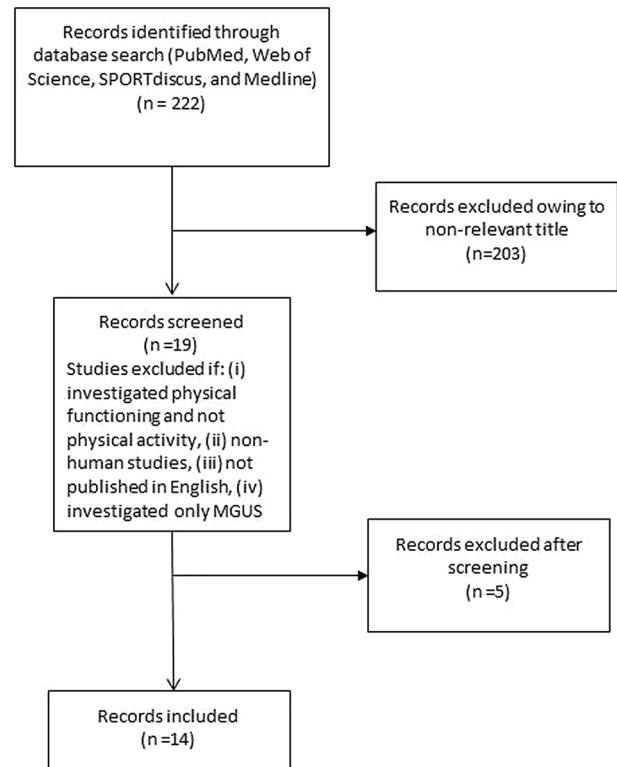 Records identified through
database search (PubMed, Web of
Science, SPORTdiscus, and Medline)
(n = 222)
Records excluded owing to
non-relevant title
(n=203)
Records screened
(n =19)
Studies excluded if: (i)
investigated physical
functioning and not
physical activity, (ii) non-
human studies, (iii) not
published in English, (iv)
investigated only MGUS
Records excluded after
screening
(n =5)
Records included
(n =14)